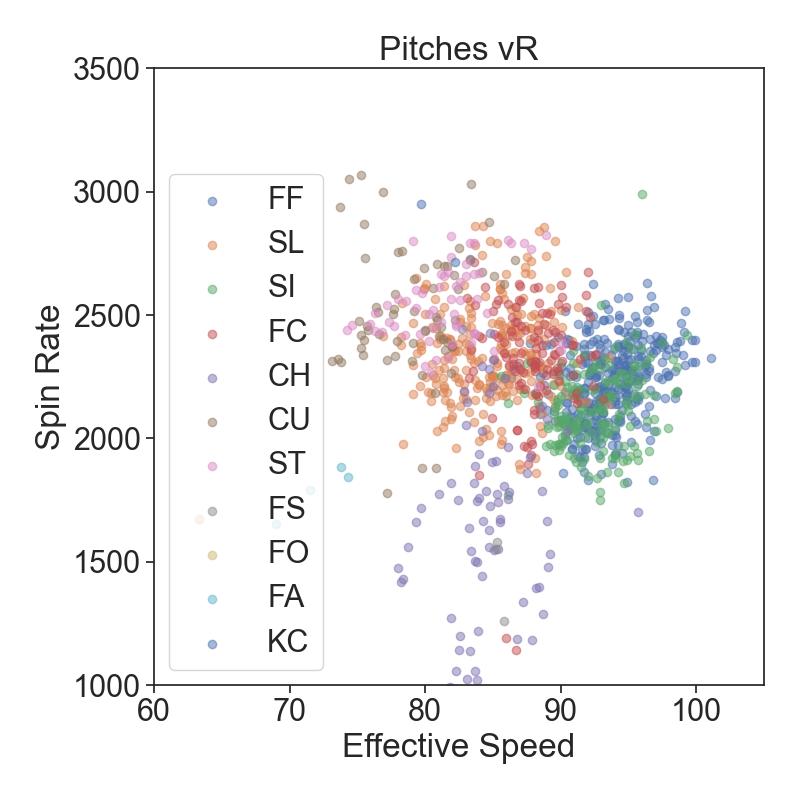 Pitches vR
3500
3000
2500
2000
1500
1000
Spin Rate
FF
SL
SI
FC
CH
CU
ST
FS
FO
FA
KC
60 70 80 90 100
Effective Speed